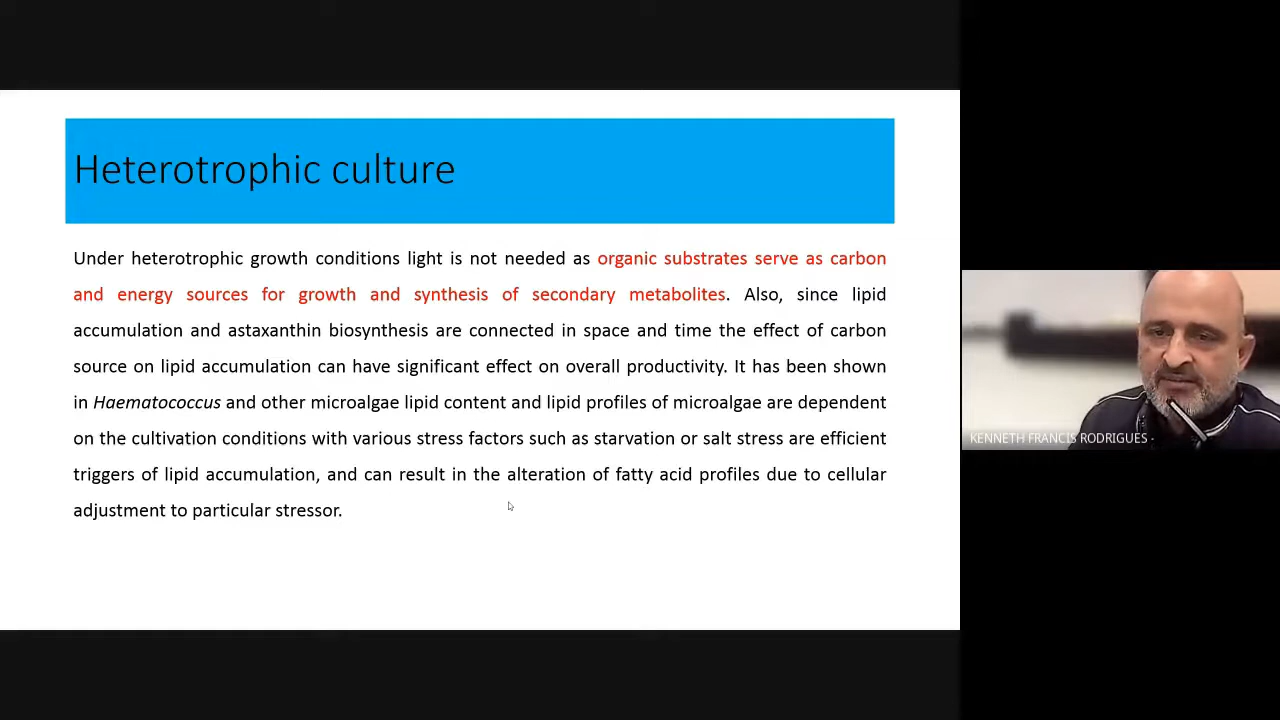 Heterotrophic culture
Under heterotrophic growth conditions light is not needed as organic substrates serve as carbon
and energy sources for growth and synthesis of secondary metabolites. Also, since lipid
accumulation and astaxanthin biosynthesis are connected in space and time the effect of carbon
source on lipid accumulation can have significant effect on overall productivity. It has been shown
in Haematococcus and other microalgae lipid content and lipid profiles of microalgae are dependent
on the cultivation conditions with various stress factors such as starvation or salt stress are efficient
triggers of lipid accumulation, and can result in the alteration of fatty acid profiles due to cellular
adjustment to particular stressor.
KENNETH FRANCIS RODRIGUES -